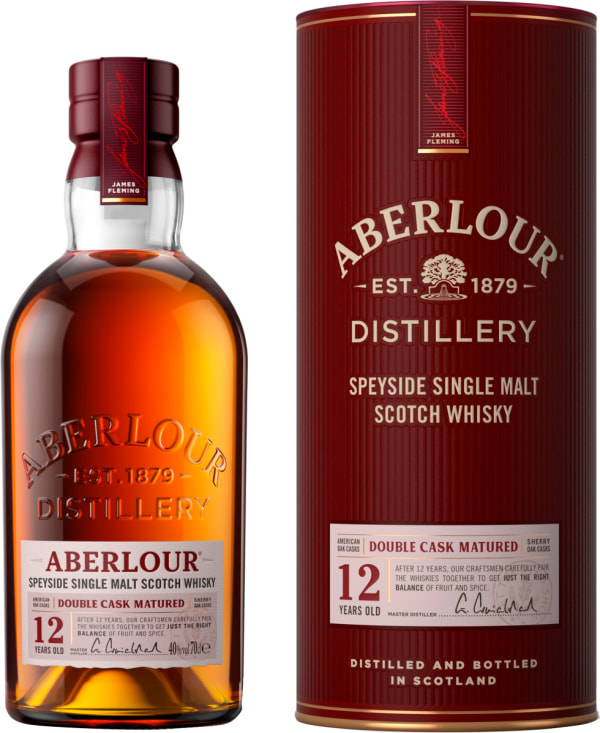 JAMES
FLEMING
ABERLOUR
EST. 1879
DISTILLERY
ABERLOUR®
SPEYSIDE SINGLE MALT SCOTCH WHISKY
AMERICAN
OAK CASKS
DOUBLE CASK MATURED
SHERRY
OAK CASKS
12
YEARS OLD
AFTER 12 YEARS, OUR CRAFTSMEN CAREFULLY PAIR
THE WHISKIES TOGETHER TO GET JUST THE RIGHT
BALANCE OF FRUIT AND SPICE.
MASTER
DISTILLER
40%vol 70cl e
JAMES
FLEMING
ABERLOUR®
EST. 1879
DISTILLERY
SPEYSIDE SINGLE MALT
SCOTCH WHISKY
AMERICAN
OAK CASKS
DOUBLE CASK MATURED
SHERRY
OAK CASKS
12
YEARS OLD
AFTER 12 YEARS, OUR CRAFTSMEN CAREFULLY PAIR
THE WHISKIES TOGETHER TO GET JUST THE RIGHT
BALANCE OF FRUIT AND SPICE.
MASTER DISTILLER
DISTILLED AND BOTTLED
IN SCOTLAND